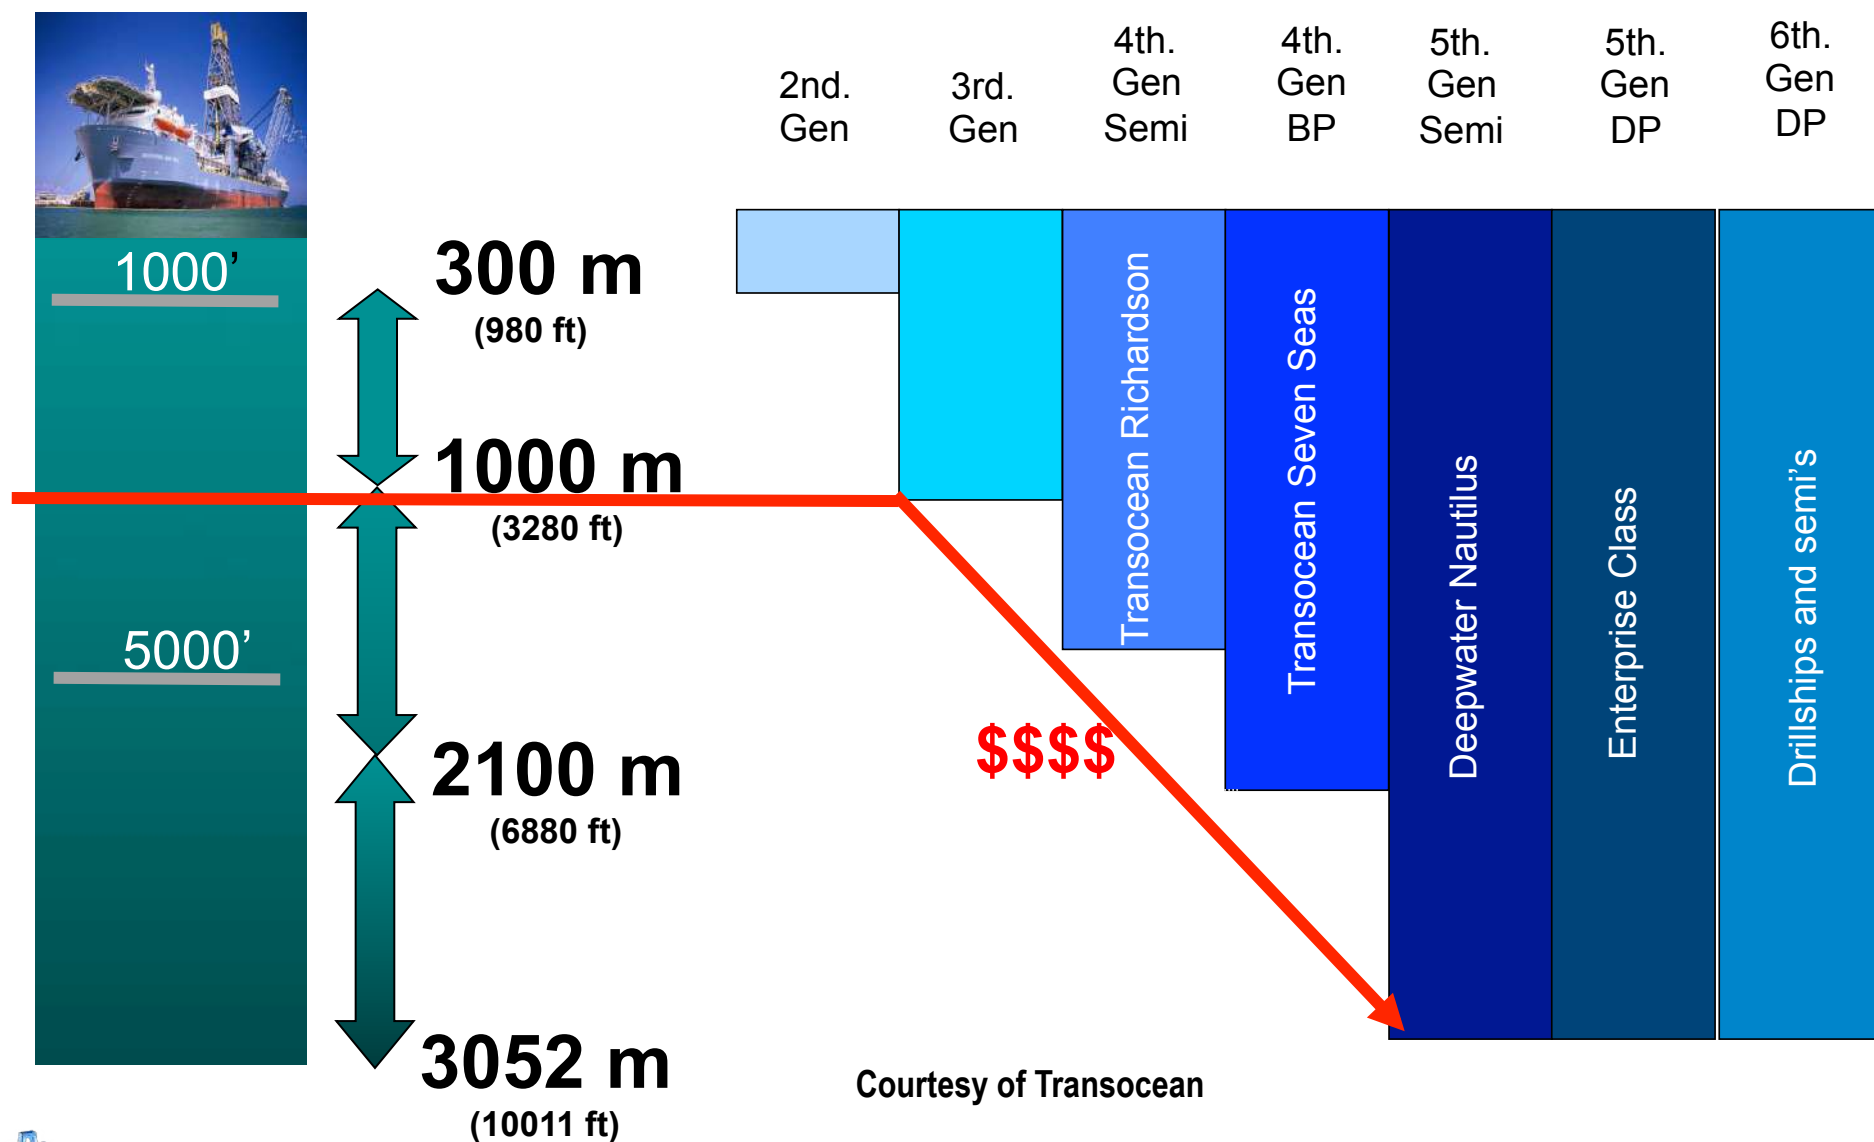 2nd.
Gen
3rd.
Gen
4th.
Gen
Semi
4th.
Gen
BP
5th.
Gen
Semi
5th.
Gen
DP
6th.
Gen
DP
1000’
5000’
300 m
(980 ft)
1000 m
(3280 ft)
2100 m
(6880 ft)
3052 m
(10011 ft)
$$$$
Transocean Richardson
Transocean Seven Seas
Deepwater Nautilus
Enterprise Class
Drillships and semi’s
Courtesy of Transocean